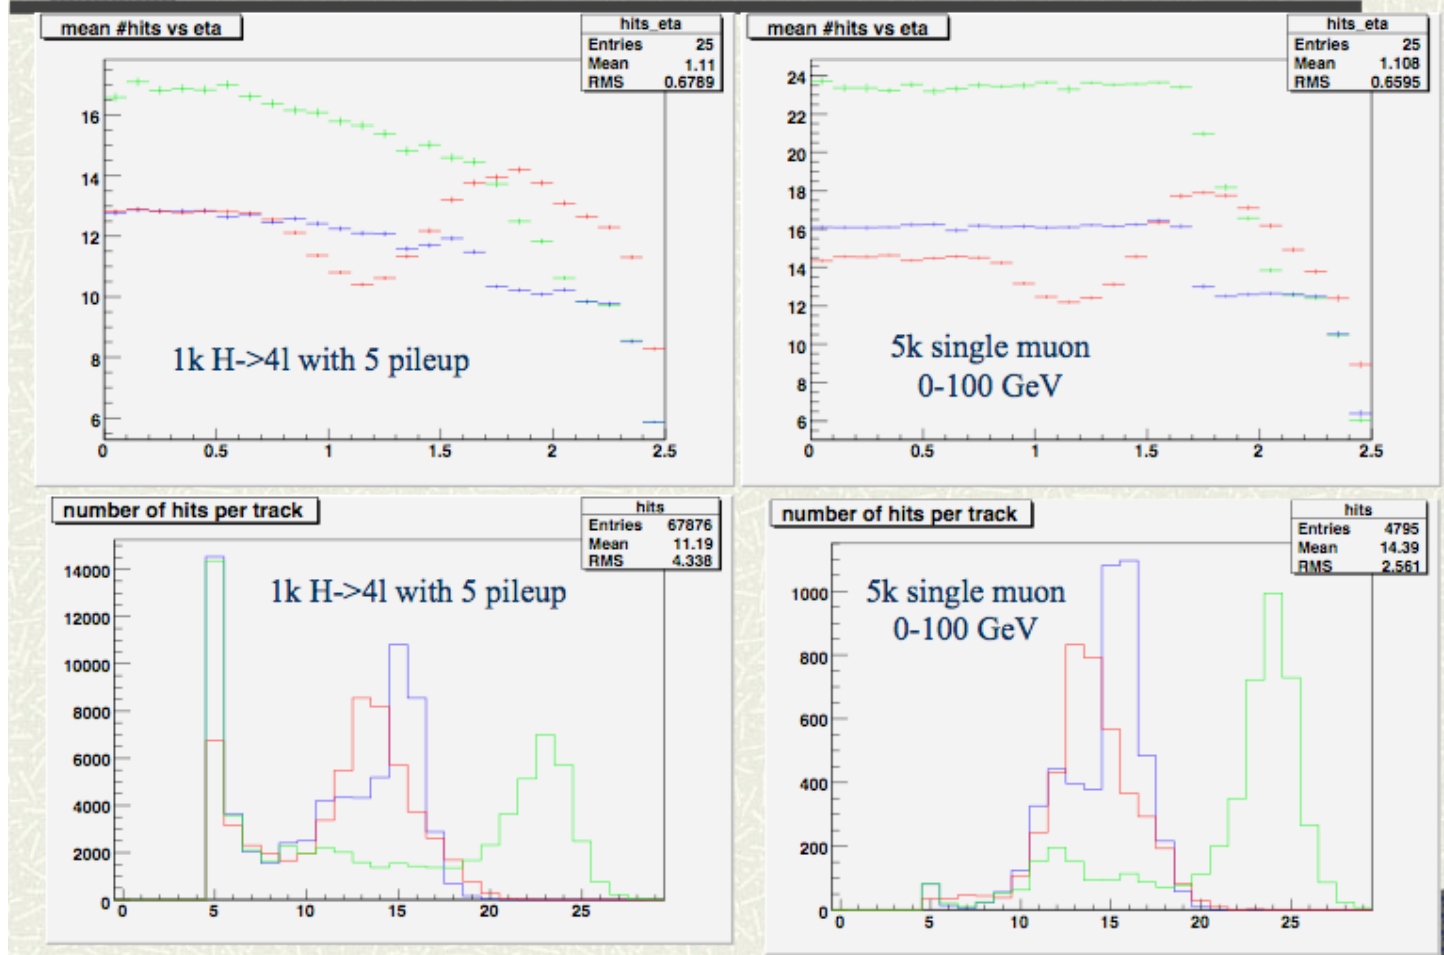 mean #hits vs eta
hits_eta
Entries 25
Mean 1.11
RMS 0.6789
16
14
12
10
8
6
0 0.5 1 1.5 2 2.5
1k H->4l with 5 pileup
mean #hits vs eta
hits_eta
Entries 25
Mean 1.108
RMS 0.6595
24
22
20
18
16
14
12
10
8
6
0 0.5 1 1.5 2 2.5
5k single muon
0-100 GeV
number of hits per track
hits
Entries 67876
Mean 11.19
RMS 4.338
14000
12000
10000
8000
6000
4000
2000
0
0 5 10 15 20 25
1k H->4l with 5 pileup
number of hits per track
hits
Entries 4795
Mean 14.39
RMS 2.561
1000
800
600
400
200
0
0 5 10 15 20 25
5k single muon
0-100 GeV